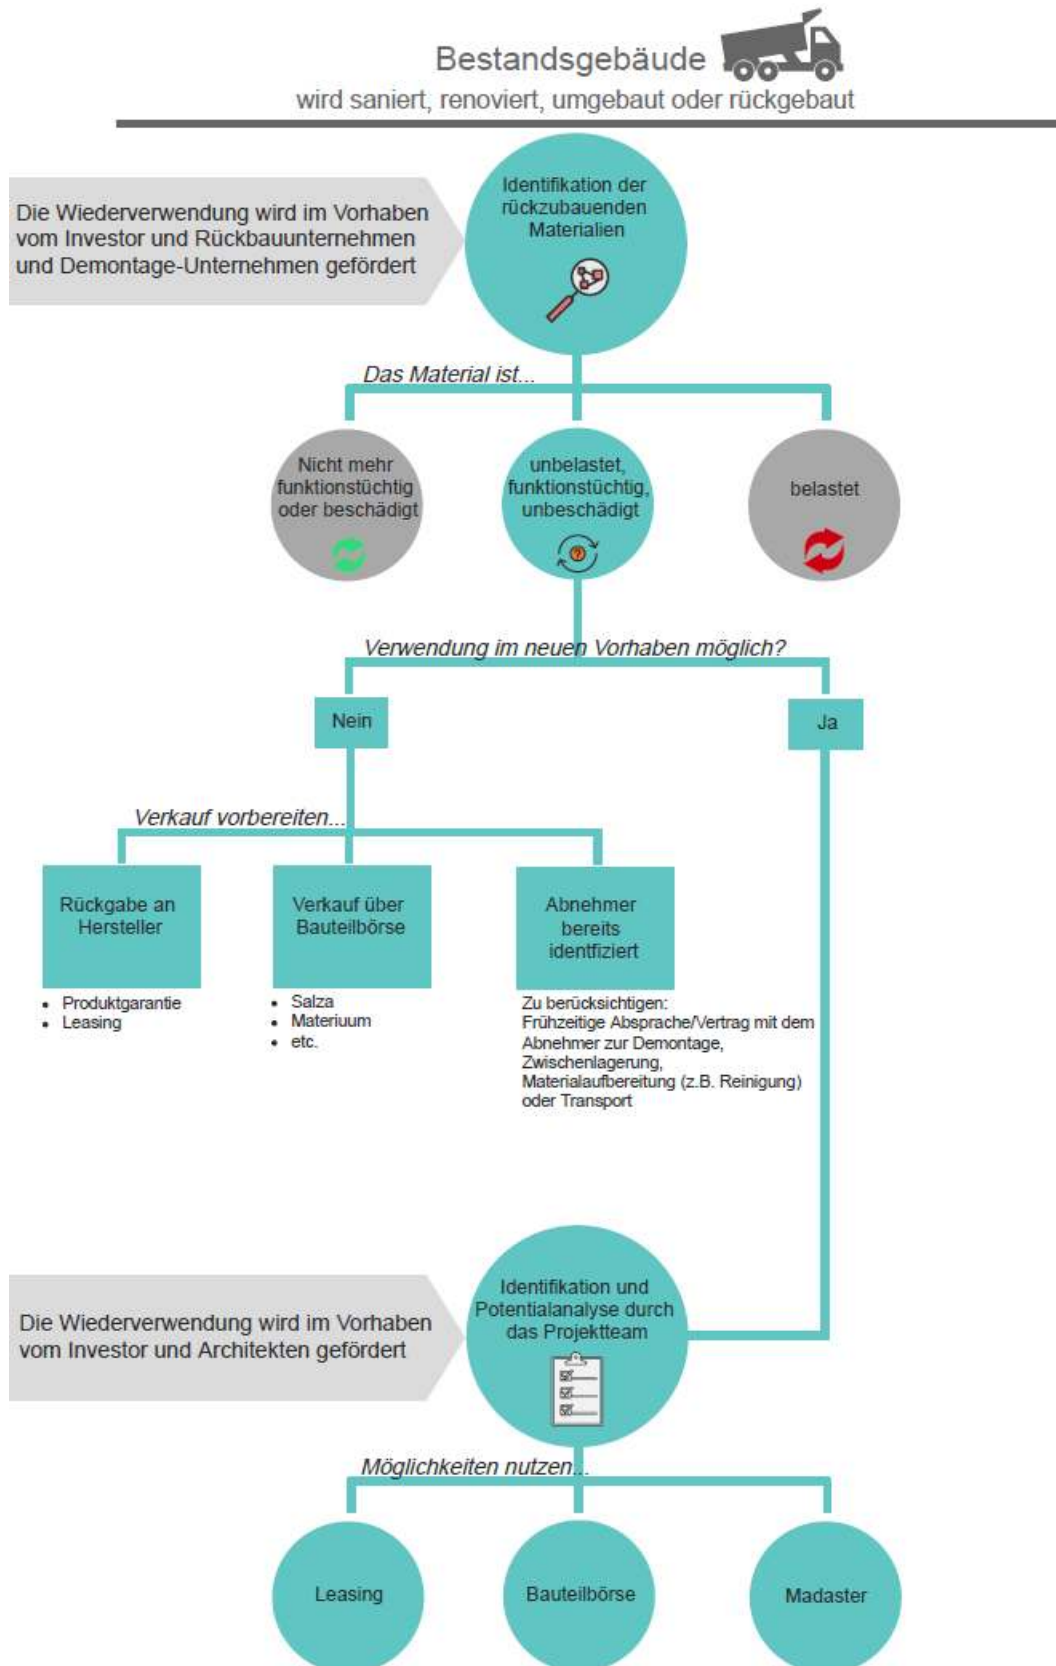 Bestandsgebäude
wird saniert, renoviert, umgebaut oder rückgebaut
Identifikation der
rückzubauenden
Materialien
Die Wiederverwendung wird im Vorhaben
vom Investor und Rückbauunternehmen
und Demontage-Unternehmen gefördert
Das Material ist...
Nicht mehr
funktionstüchtig
oder beschädigt
unbelastet,
funktionstüchtig,
unbeschädigt
?
belastet
Verwendung im neuen Vorhaben möglich?
Nein
Ja
Verkauf vorbereiten...
Rückgabe an
Hersteller
• Produktgarantie
• Leasing
Verkauf über
Bauteilbörse
• Salza
• Materiuum
• etc.
Abnehmer
bereits
identfiziert
Zu berücksichtigen:
Frühzeitige Absprache/Vertrag mit dem
Abnehmer zur Demontage,
Zwischenlagerung,
Materialaufbereitung (z.B. Reinigung)
oder Transport
Identifikation und
Potentialanalyse durch
das Projektteam
Die Wiederverwendung wird im Vorhaben
vom Investor und Architekten gefördert
Möglichkeiten nutzen...
Leasing
Bauteilbörse
Madaster